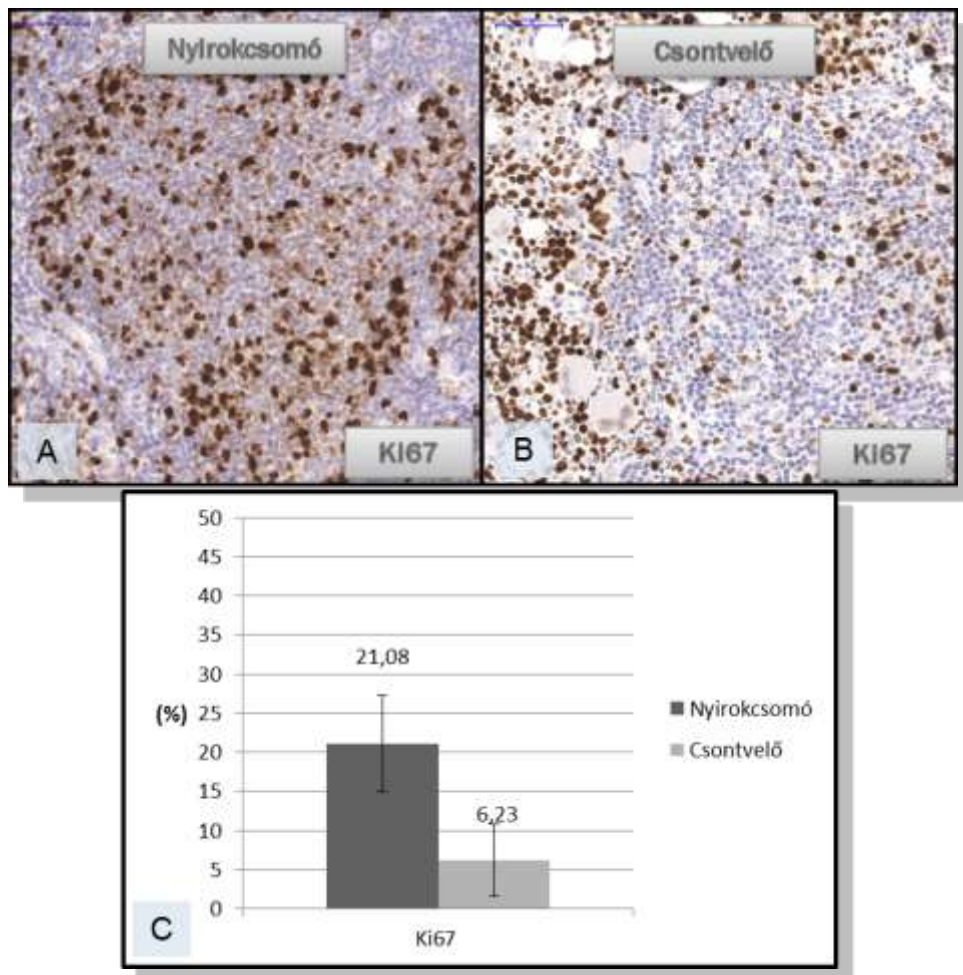 Nyirokcsomó
A
Ki67
Csontvelő
B
Ki67
50
45
40
35
30
25
20
15
10
5
0
(%)
21,08
6,23
Ki67
Nyirokcsomó
Csontvelő
C